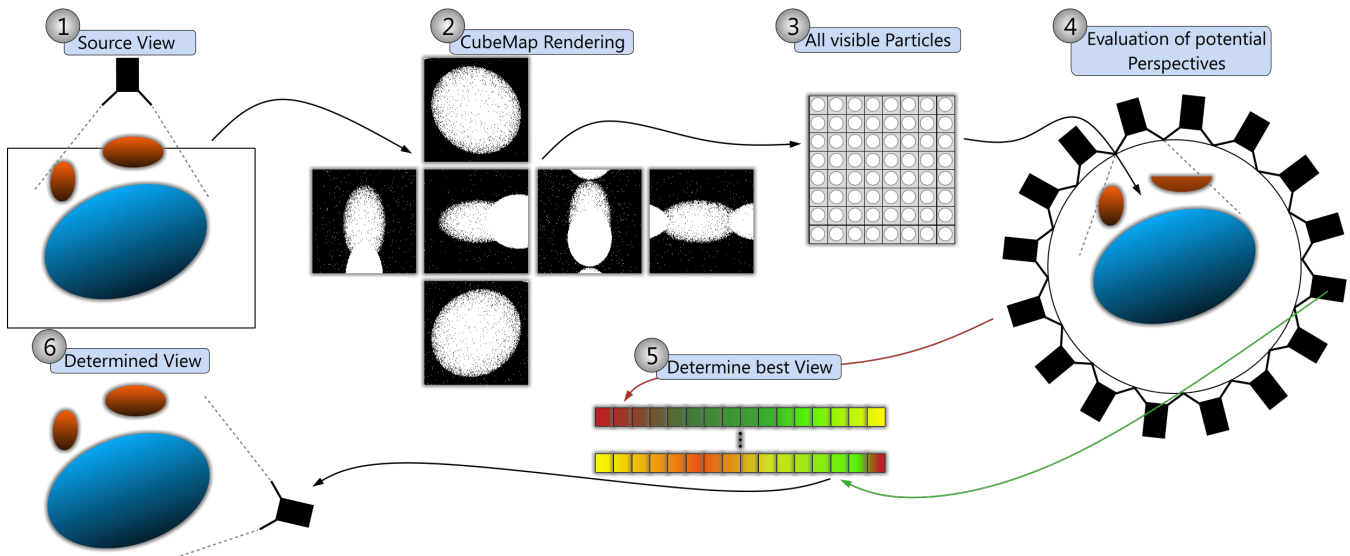 1
Source View
2
CubeMap Rendering
3
All visible Particles
4
Evaluation of potential
Perspectives
5
Determine best View
6
Determined View